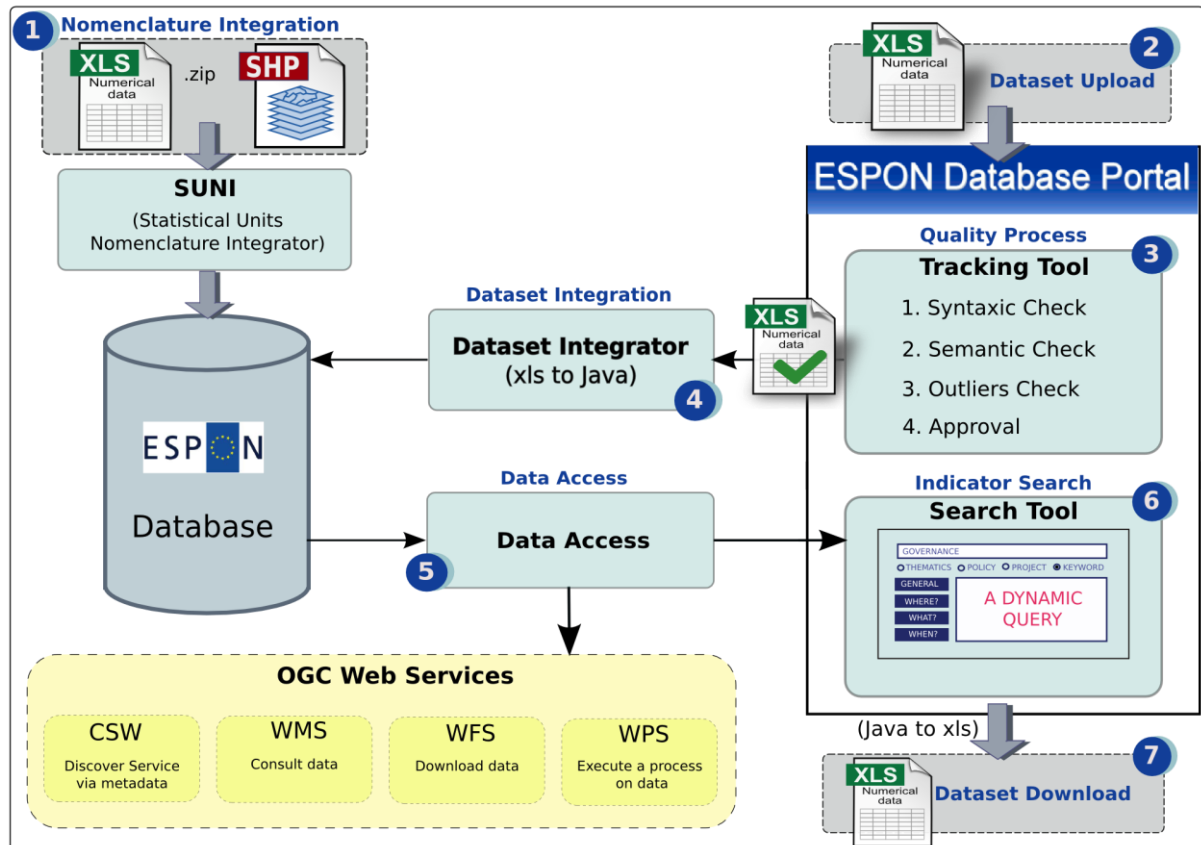 1
Nomenclature Integration
XLS
Numerical
data
.zip
SHP
SUNI
(Statistical Units
Nomenclature Integrator)
XLS
Numerical
data
2
Dataset Upload
ESPON Database Portal
Quality Process
3
Tracking Tool
1. Syntaxic Check
2. Semantic Check
3. Outliers Check
4. Approval
XLS
Numerical
data
Dataset Integration
Dataset Integrator
(xls to Java)
4
ESPON
Database
Data Access
Data Access
5
Indicator Search
6
Search Tool
GOVERNANCE
THEMATICS POLICY PROJECT KEYWORD
GENERAL
WHERE?
WHAT?
WHEN?
A DYNAMIC
QUERY
OGC Web Services
CSW
Discover Service
via metadata
WMS
Consult data
WFS
Download data
WPS
Execute a process
on data
(Java to xls)
7
XLS
Numerical
data
Dataset Download